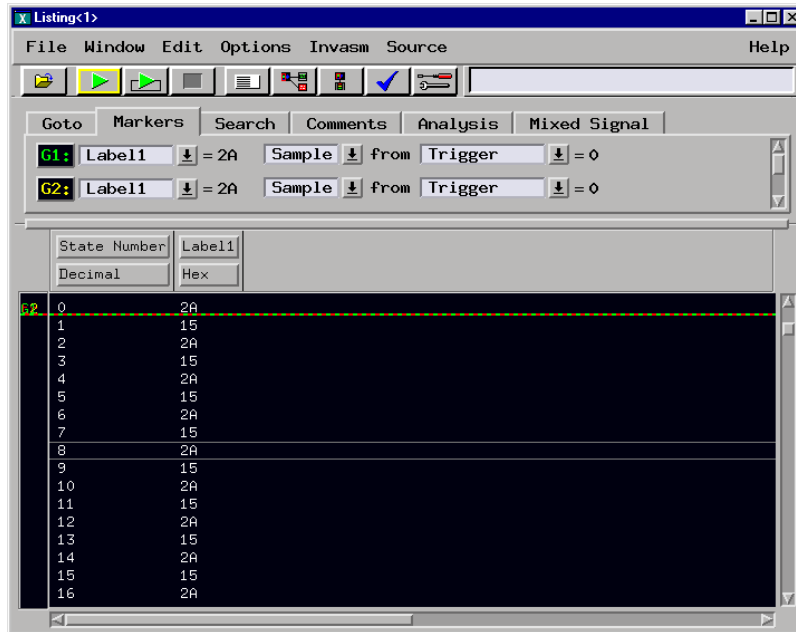 Listing<1>
File Window Edit Options Invasm Source Help
Goto Markers Search Comments Analysis Mixed Signal
G1: Label1 = 2A Sample from Trigger = 0
G2: Label1 = 2A Sample from Trigger = 0
State Number Label1
Decimal Hex
G2 0 2A
1 15
2 2A
3 15
4 2A
5 15
6 2A
7 15
8 2A
9 15
10 2A
11 15
12 2A
13 15
14 2A
15 15
16 2A